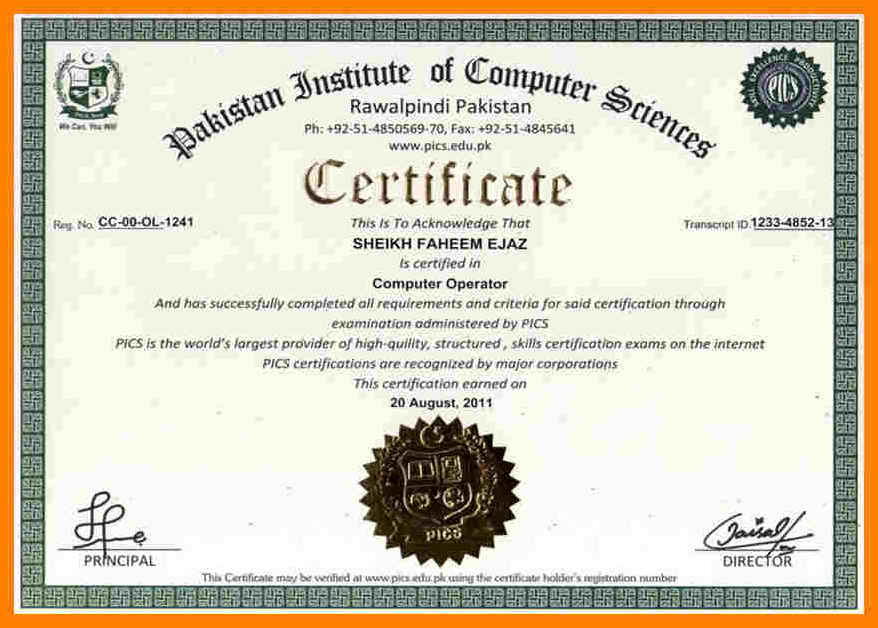 Pakistan Institute of Computer Sciences
Rawalpindi Pakistan
Ph: +92-51-4850569-70, Fax: +92-51-4845641
www.pics.edu.pk
We Can, You Will
EXCELLENCE
PICS
Certificate
Reg. No. CC-00-OL-1241
This Is To Acknowledge That
Transcript ID.1233-4852-13
SHEIKH FAHEEM EJAZ
Is certified in
Computer Operator
And has successfully completed all requirements and criteria for said certification through
examination administered by PICS
PICS is the world's largest provider of high-quility, structured , skills certification exams on the internet
PICS certifications are recognized by major corporations
This certification earned on
20 August, 2011
PICS
PRINCIPAL
DIRECTOR
This Certificate may be verified at www.pics.edu.pk using the certificate holder's registration number